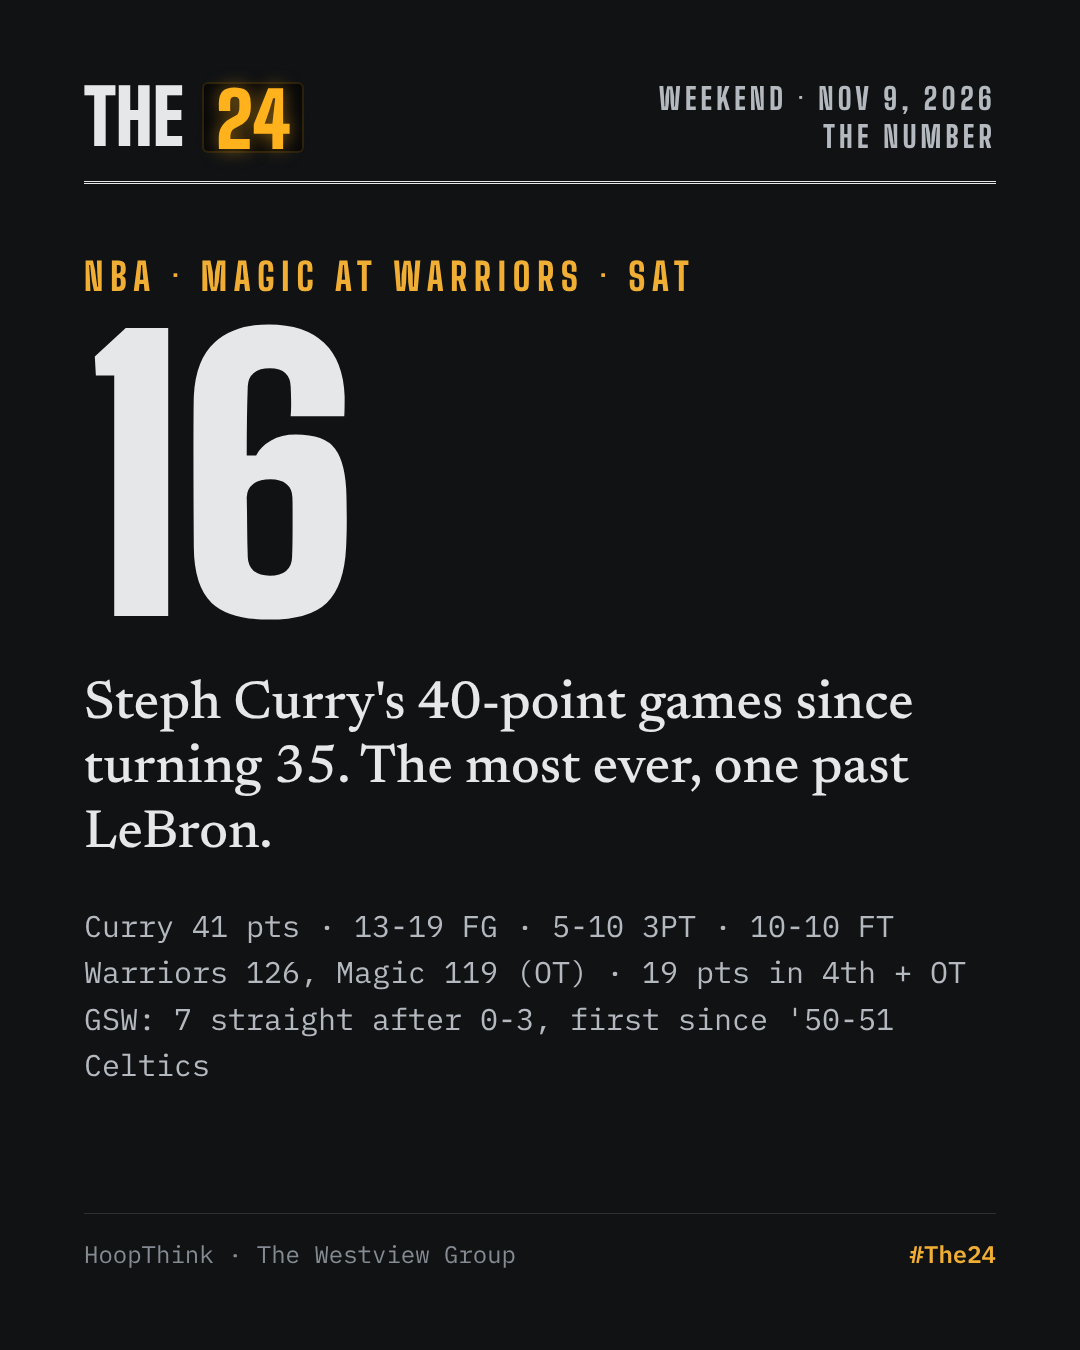 THE 24
WEEKEND · NOV 9, 2026
THE NUMBER
NBA · MAGIC AT WARRIORS · SAT
16
Steph Curry's 40-point games since
turning 35. The most ever, one past
LeBron.
Curry 41 pts · 13-19 FG · 5-10 3PT · 10-10 FT
Warriors 126, Magic 119 (OT) · 19 pts in 4th + OT
GSW: 7 straight after 0-3, first since '50-51
Celtics
HoopThink · The Westview Group
#The24